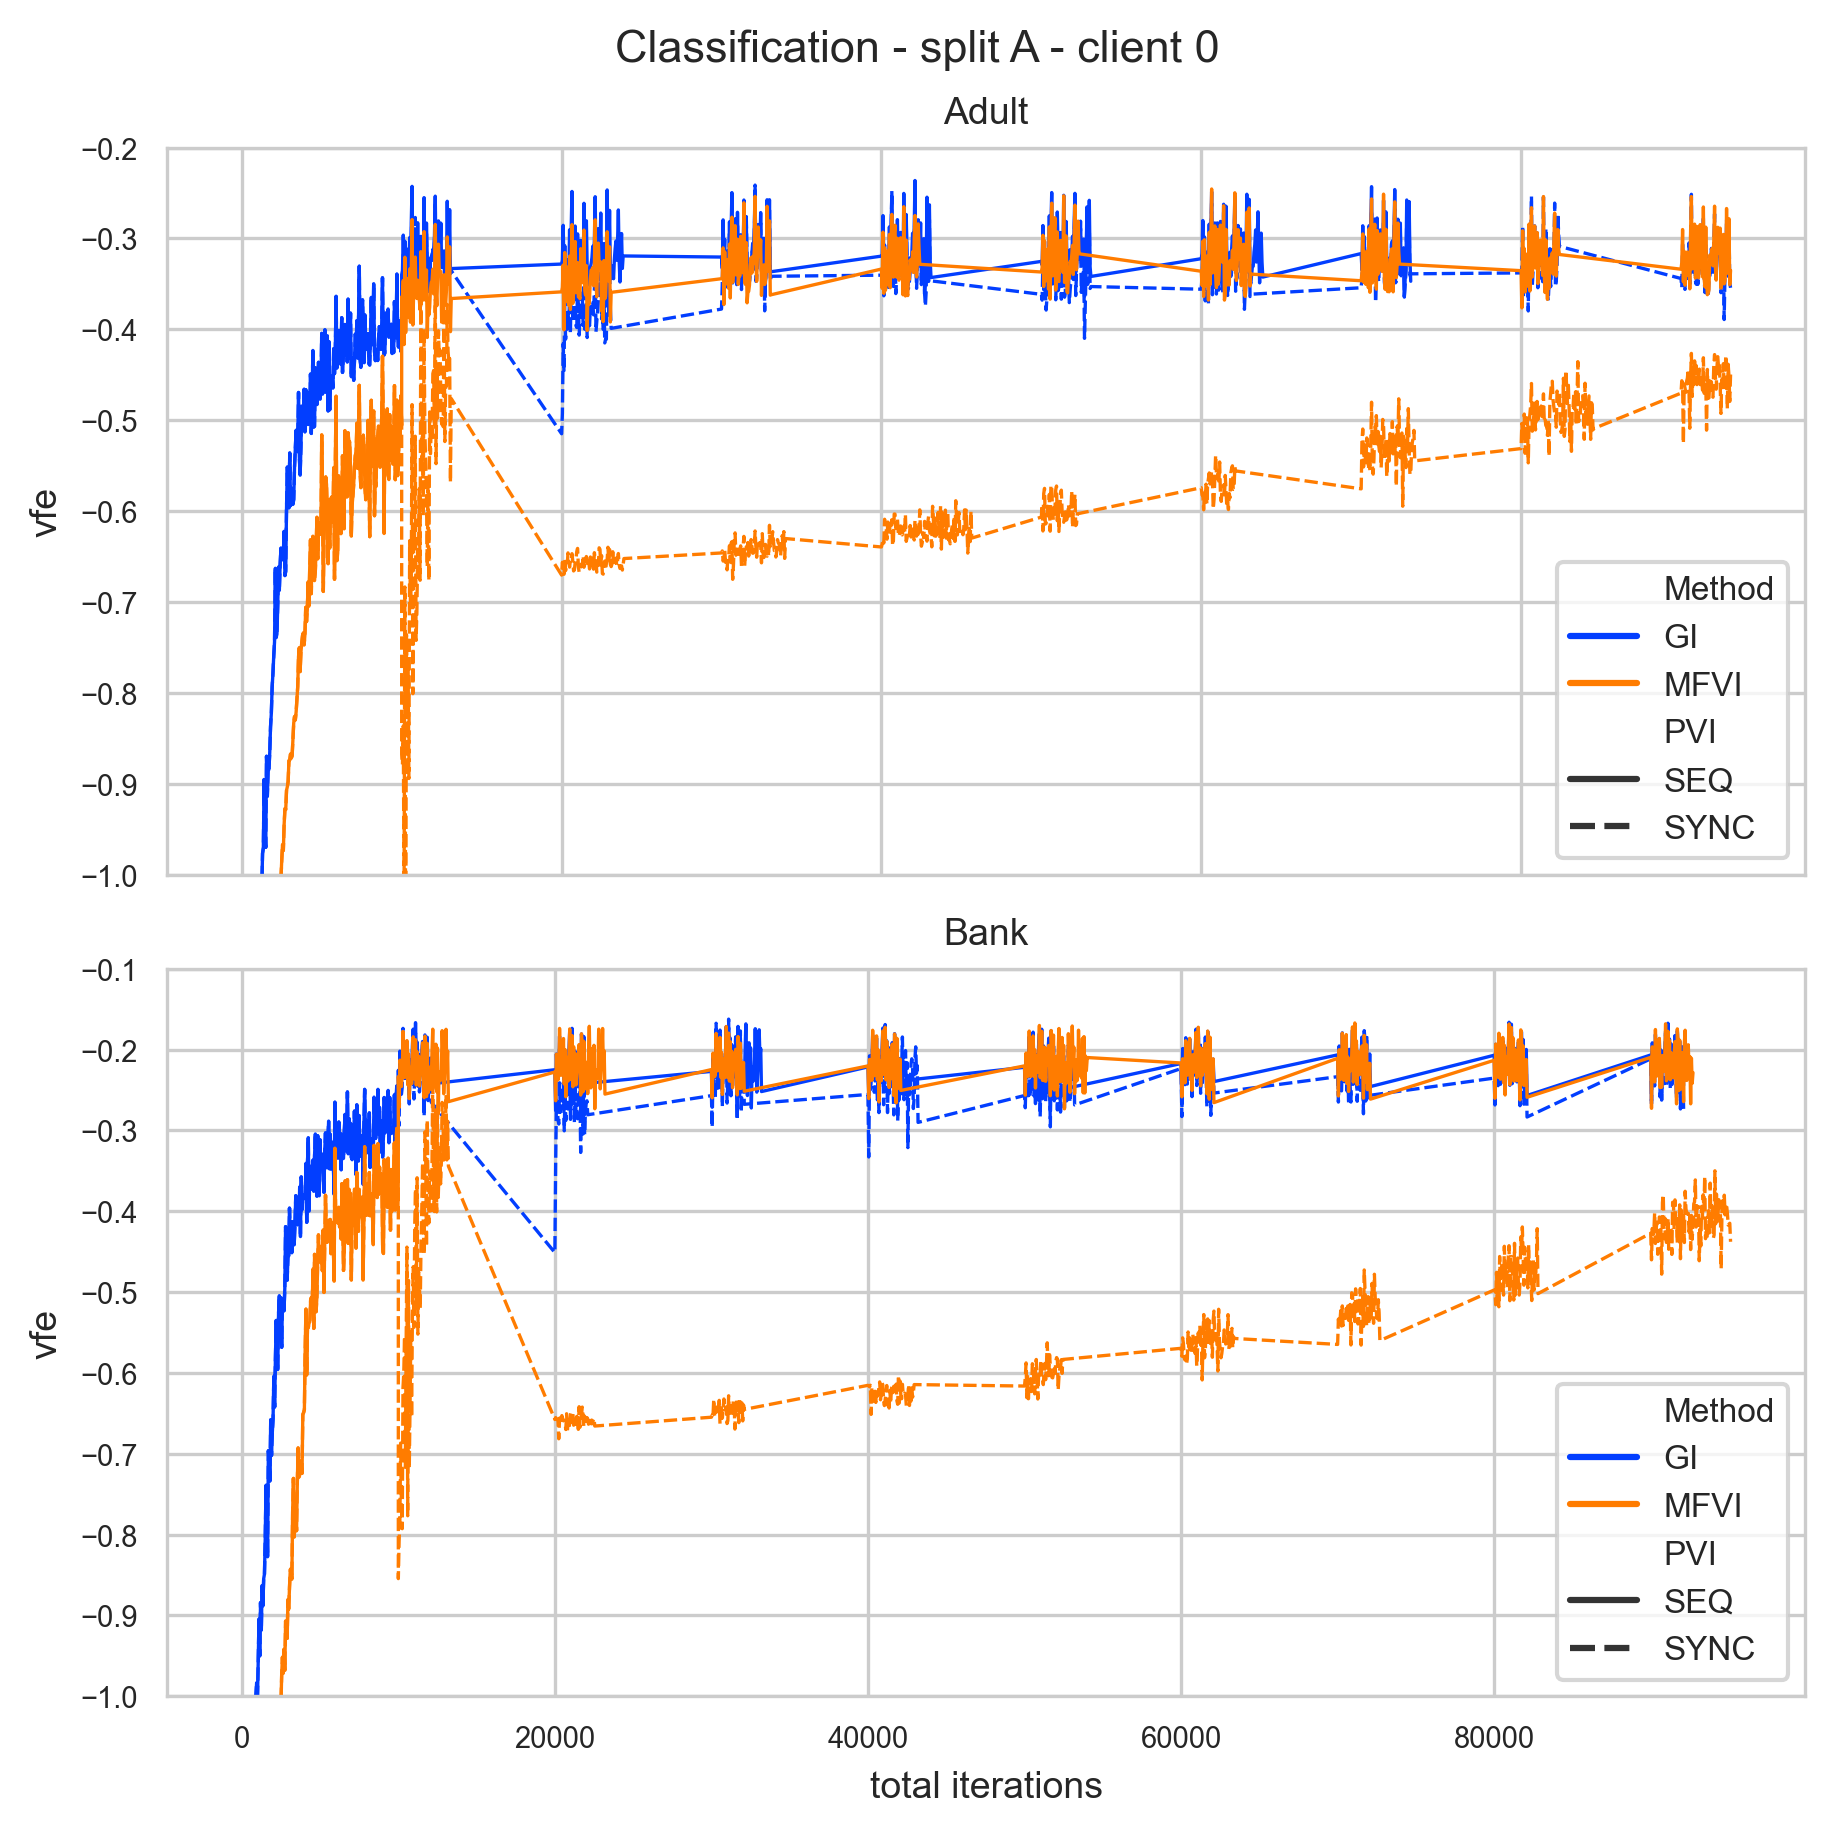 Classification - split A - client 0
Adult
−0.2
−0.3
−0.4
−0.5
−0.6
−0.7
−0.8
−0.9
−1.0
vfe
Method
GI
MFVI
PVI
SEQ
SYNC
Bank
−0.1
−0.2
−0.3
−0.4
−0.5
−0.6
−0.7
−0.8
−0.9
−1.0
vfe
Method
GI
MFVI
PVI
SEQ
SYNC
0 20000 40000 60000 80000
total iterations